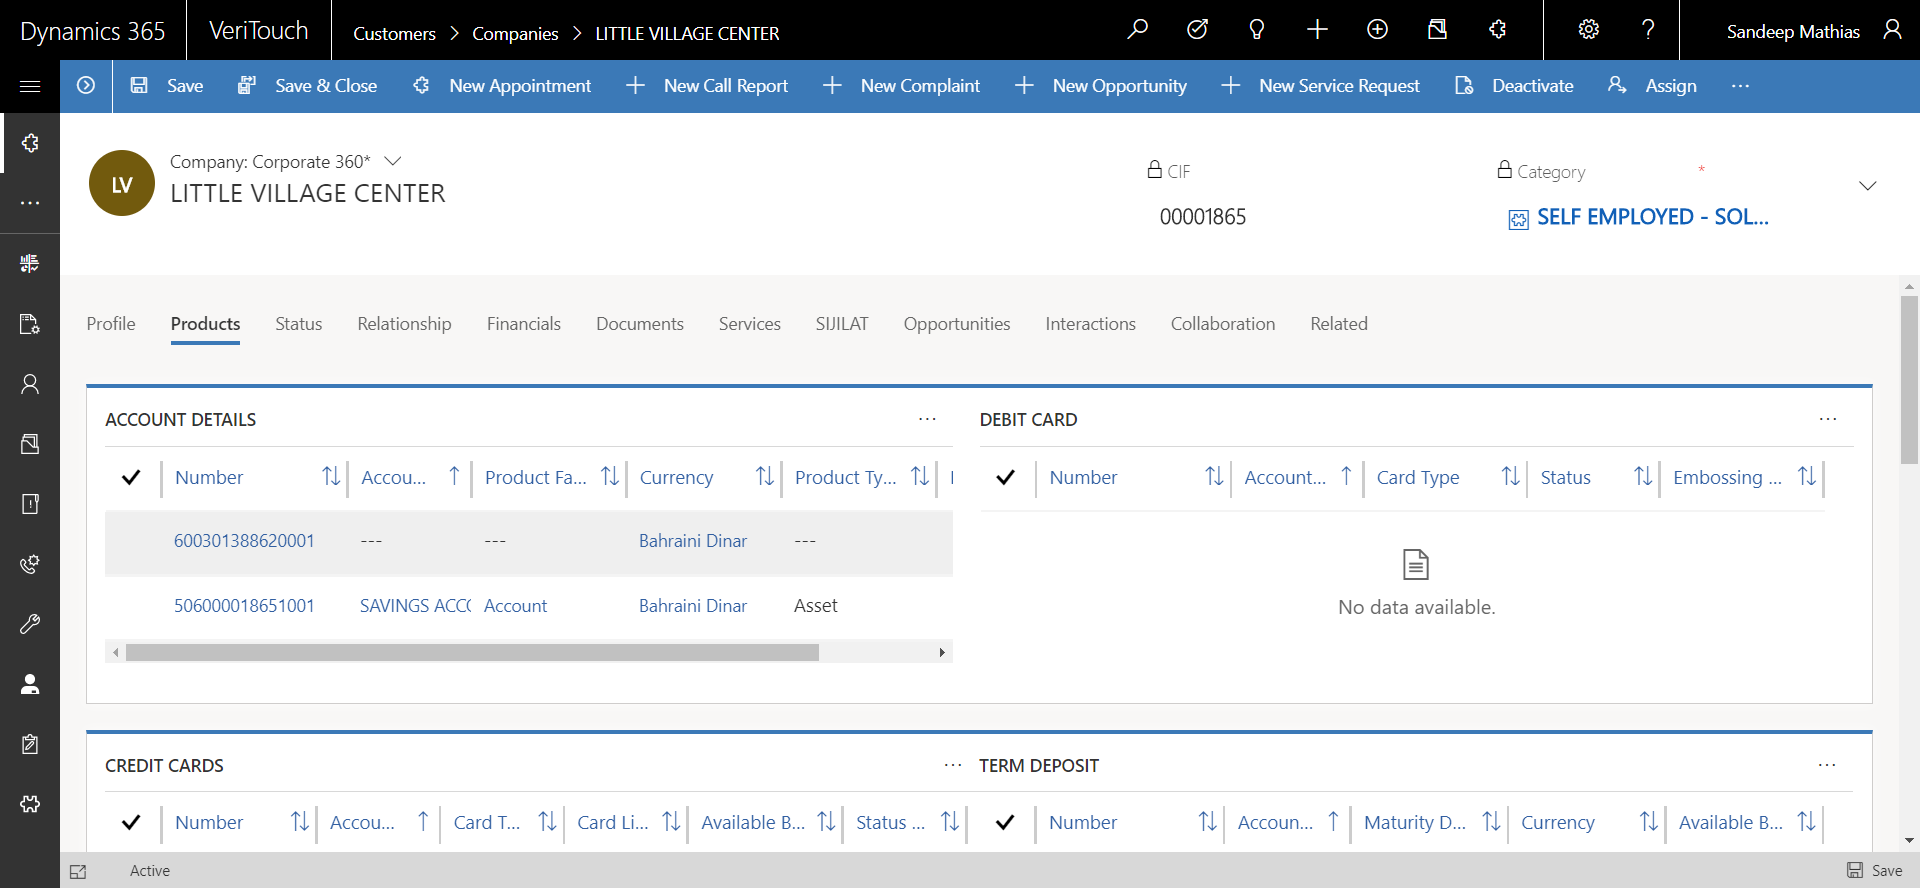 Dynamics 365 VeriTouch Customers > Companies > LITTLE VILLAGE CENTER Sandeep Mathias
Save Save & Close New Appointment New Call Report New Complaint New Opportunity New Service Request Deactivate Assign ...
LV
Company: Corporate 360*
LITTLE VILLAGE CENTER
CIF
00001865
Category *
SELF EMPLOYED - SOL...
Profile Products Status Relationship Financials Documents Services SIJILAT Opportunities Interactions Collaboration Related
ACCOUNT DETAILS ...
Number Accou... Product Fa... Currency Product Ty...
600301388620001 --- --- Bahraini Dinar ---
506000018651001 SAVINGS ACC Account Bahraini Dinar Asset
DEBIT CARD ...
Number Account... Card Type Status Embossing ...
No data available.
CREDIT CARDS ...
Number Accou... Card T... Card Li... Available B... Status ...
TERM DEPOSIT ...
Number Accoun... Maturity D... Currency Available B...
Active Save